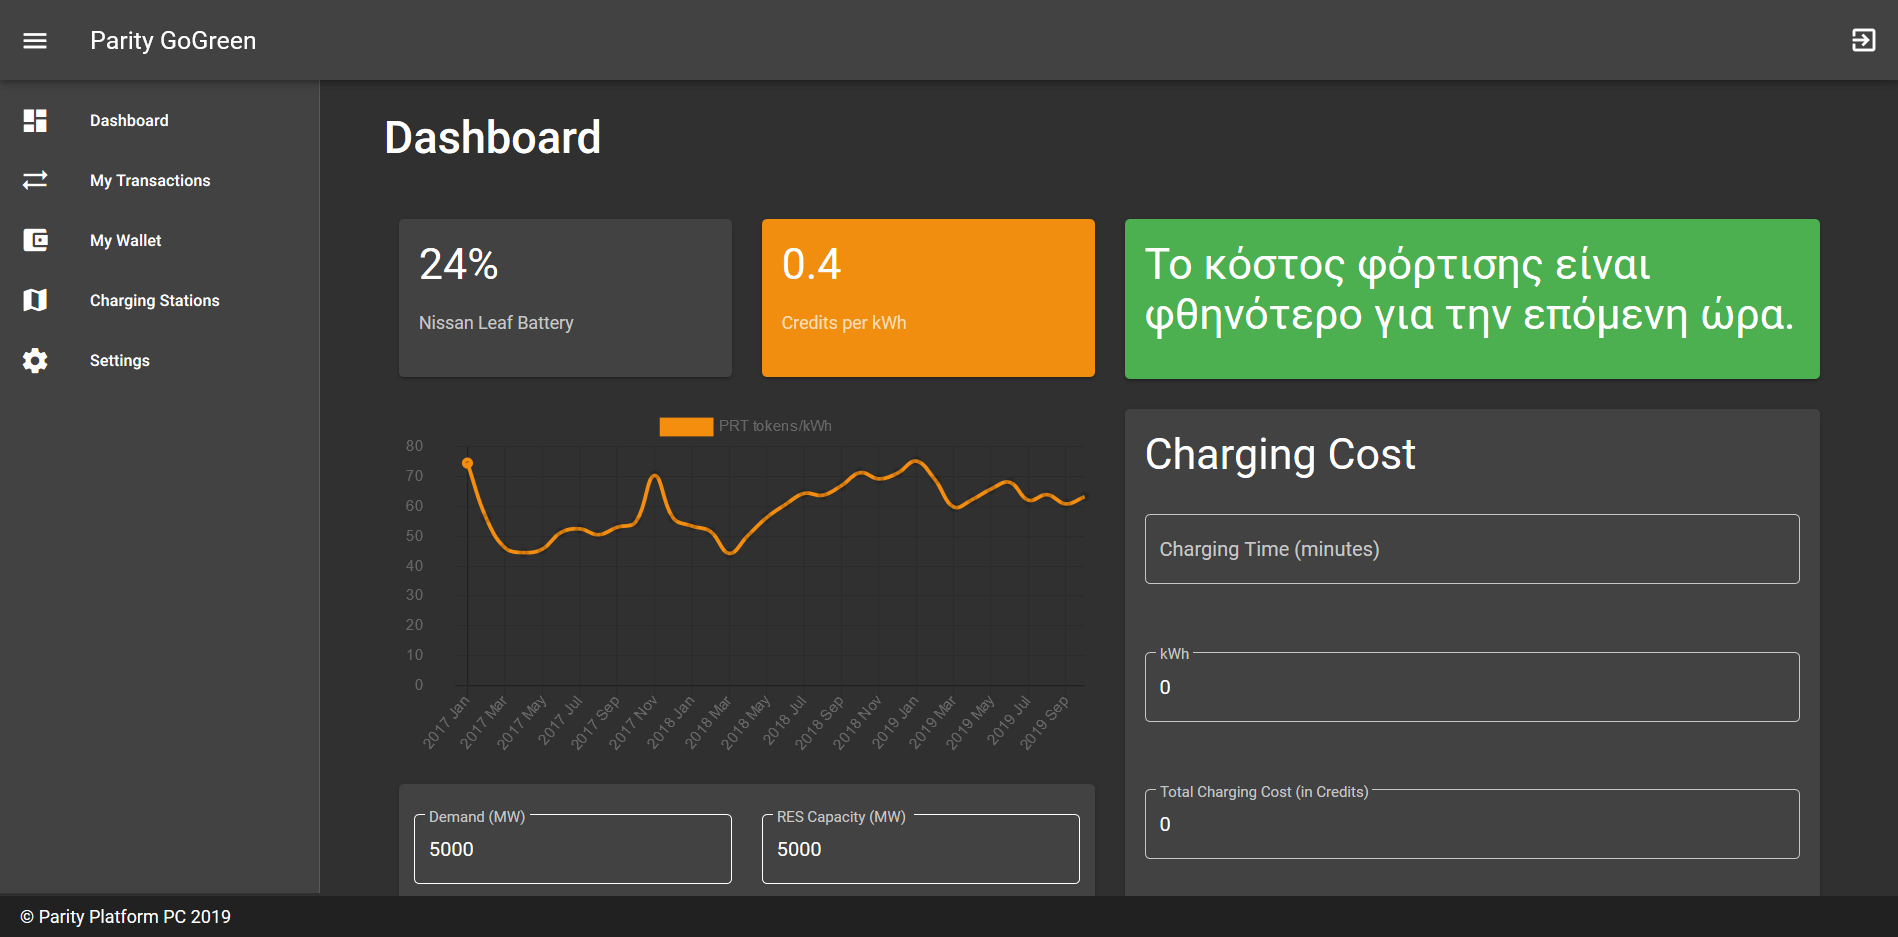 Parity GoGreen
Dashboard
My Transactions
My Wallet
Charging Stations
Settings
Dashboard
24%
Nissan Leaf Battery
0.4
Credits per kWh
Το κόστος φόρτισης είναι
φθηνότερο για την επόμενη ώρα.
PRT tokens/kWh
80
70
60
50
40
30
20
10
0
2017 Jan
2017 Mar
2017 May
2017 Jul
2017 Sep
2017 Nov
2018 Jan
2018 Mar
2018 May
2018 Jul
2018 Sep
2018 Nov
2019 Jan
2019 Mar
2019 May
2019 Jul
2019 Sep
Demand (MW)
5000
RES Capacity (MW)
5000
Charging Cost
Charging Time (minutes)
kWh
0
Total Charging Cost (in Credits)
0
© Parity Platform PC 2019